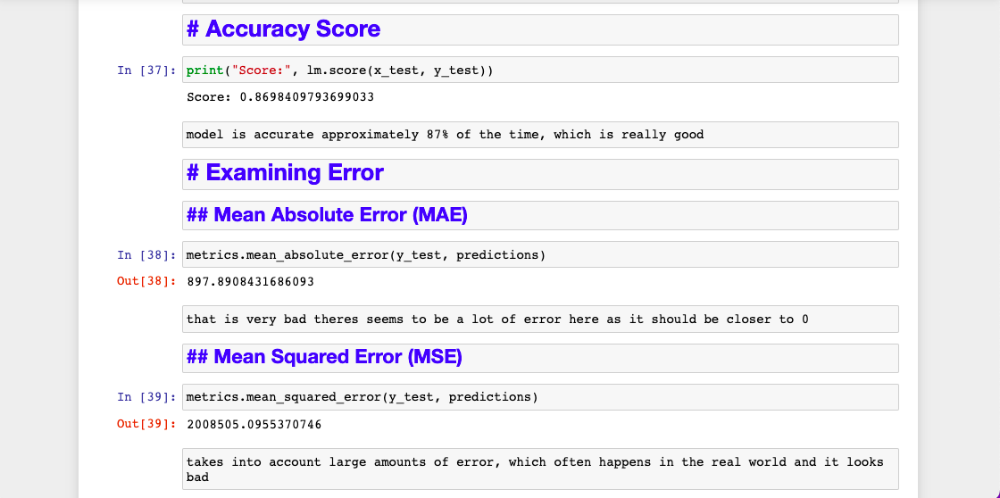 # Accuracy Score
In [37]: print("Score:", lm.score(x_test, y_test))
Score: 0.8698409793699033
model is accurate approximately 87% of the time, which is really good
# Examining Error
## Mean Absolute Error (MAE)
In [38]: metrics.mean_absolute_error(y_test, predictions)
Out[38]: 897.8908431686093
that is very bad theres seems to be a lot of error here as it should be closer to 0
## Mean Squared Error (MSE)
In [39]: metrics.mean_squared_error(y_test, predictions)
Out[39]: 2008505.0955370746
takes into account large amounts of error, which often happens in the real world and it looks
bad